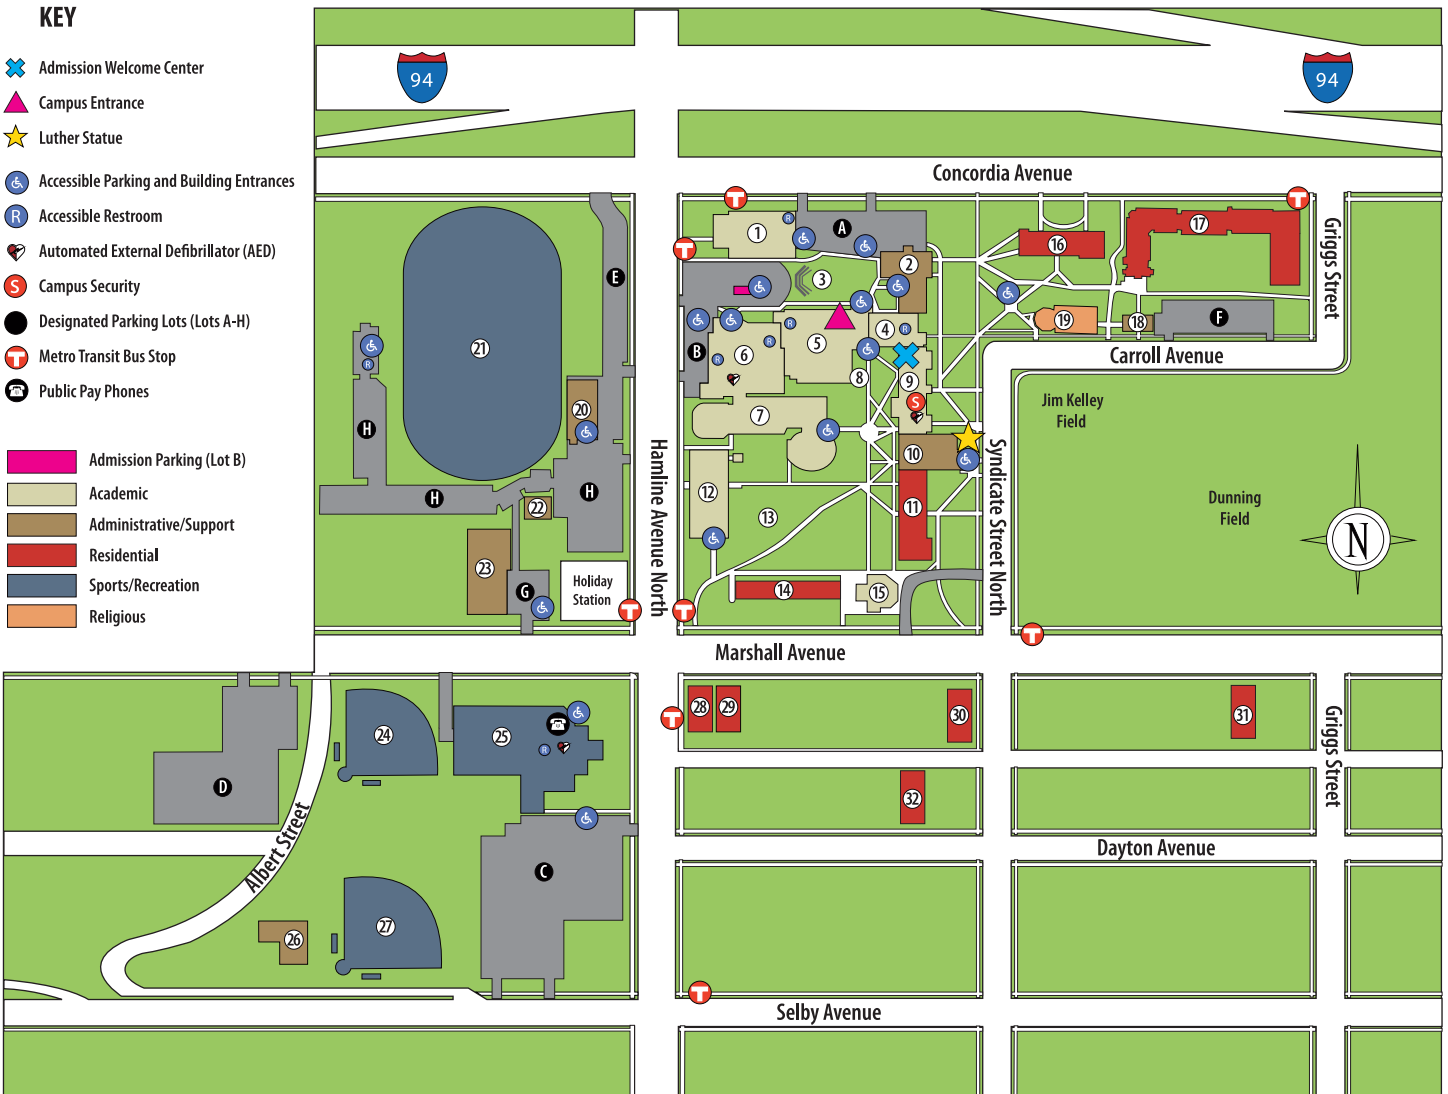 KEY
Admission Welcome Center
Campus Entrance
Luther Statue
Accessible Parking and Building Entrances
R
Accessible Restroom
Automated External Defibrillator (AED)
S
Campus Security
Designated Parking Lots (Lots A-H)
T
Metro Transit Bus Stop
Public Pay Phones
Admission Parking (Lot B)
Academic
Administrative/Support
Residential
Sports/Recreation
Religious
94
94
Concordia Avenue
T
T
T
R
1
A
2
3
16
17
Griggs Street
E
4
R
5
R
R
R
6
B
18
19
F
Carroll Avenue
21
R
8
9
S
7
20
H
10
Jim Kelley
Field
Hamline Avenue North
Syndicate Street North
Dunning
Field
N
H
H
22
12
11
13
23
G
Holiday
Station
14
15
T
T
T
Marshall Avenue
24
25
R
28
29
T
30
31
Griggs Street
D
32
Albert Street
Dayton Avenue
C
26
27
T
Selby Avenue